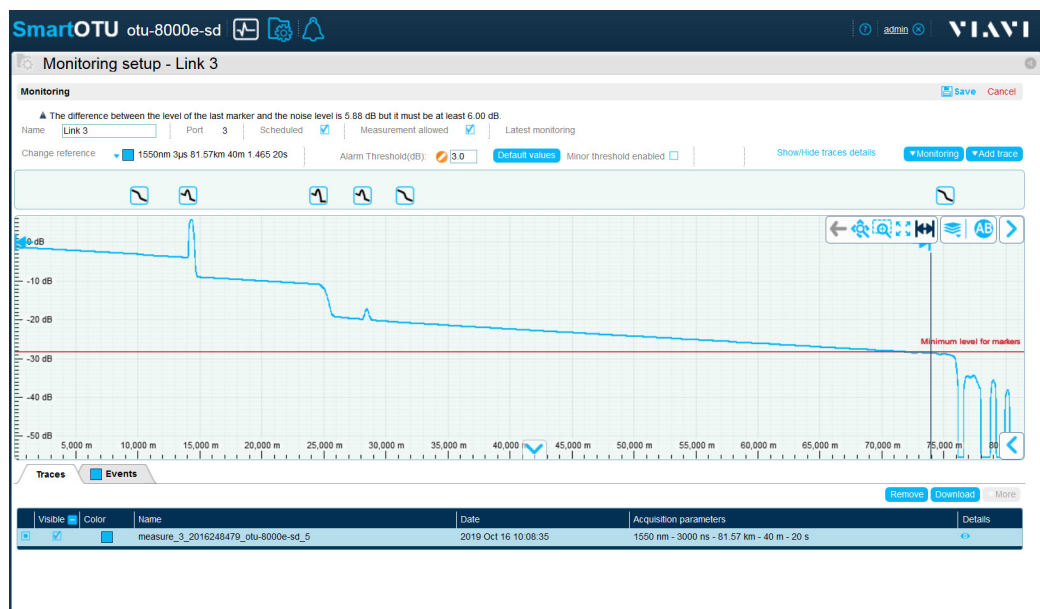 SmartOTU otu-8000e-sd admin VIAVI
Monitoring setup - Link 3
Monitoring Save Cancel
The difference between the level of the last marker and the noise level is 5.88 dB but it must be at least 6.00 dB.
Name Link 3 Port 3 Scheduled Measurement allowed Latest monitoring
Change reference 1550nm 3µs 81.57km 40m 1.465 20s Alarm Threshold(dB): 3.0 Default values Minor threshold enabled Show/Hide traces details Monitoring Add trace
AB
0 dB
-10 dB
-20 dB
Minimum level for markers
-30 dB
-40 dB
-50 dB
5,000 m 10,000 m 15,000 m 20,000 m 25,000 m 30,000 m 35,000 m 40,000 m 45,000 m 50,000 m 55,000 m 60,000 m 65,000 m 70,000 m 75,000 m 80
Traces Events
Remove Download More
Visible Color Name Date Acquisition parameters Details
measure_3_2016248479_otu-8000e-sd_5 2019 Oct 16 10:08:35 1550 nm - 3000 ns - 81.57 km - 40 m - 20 s